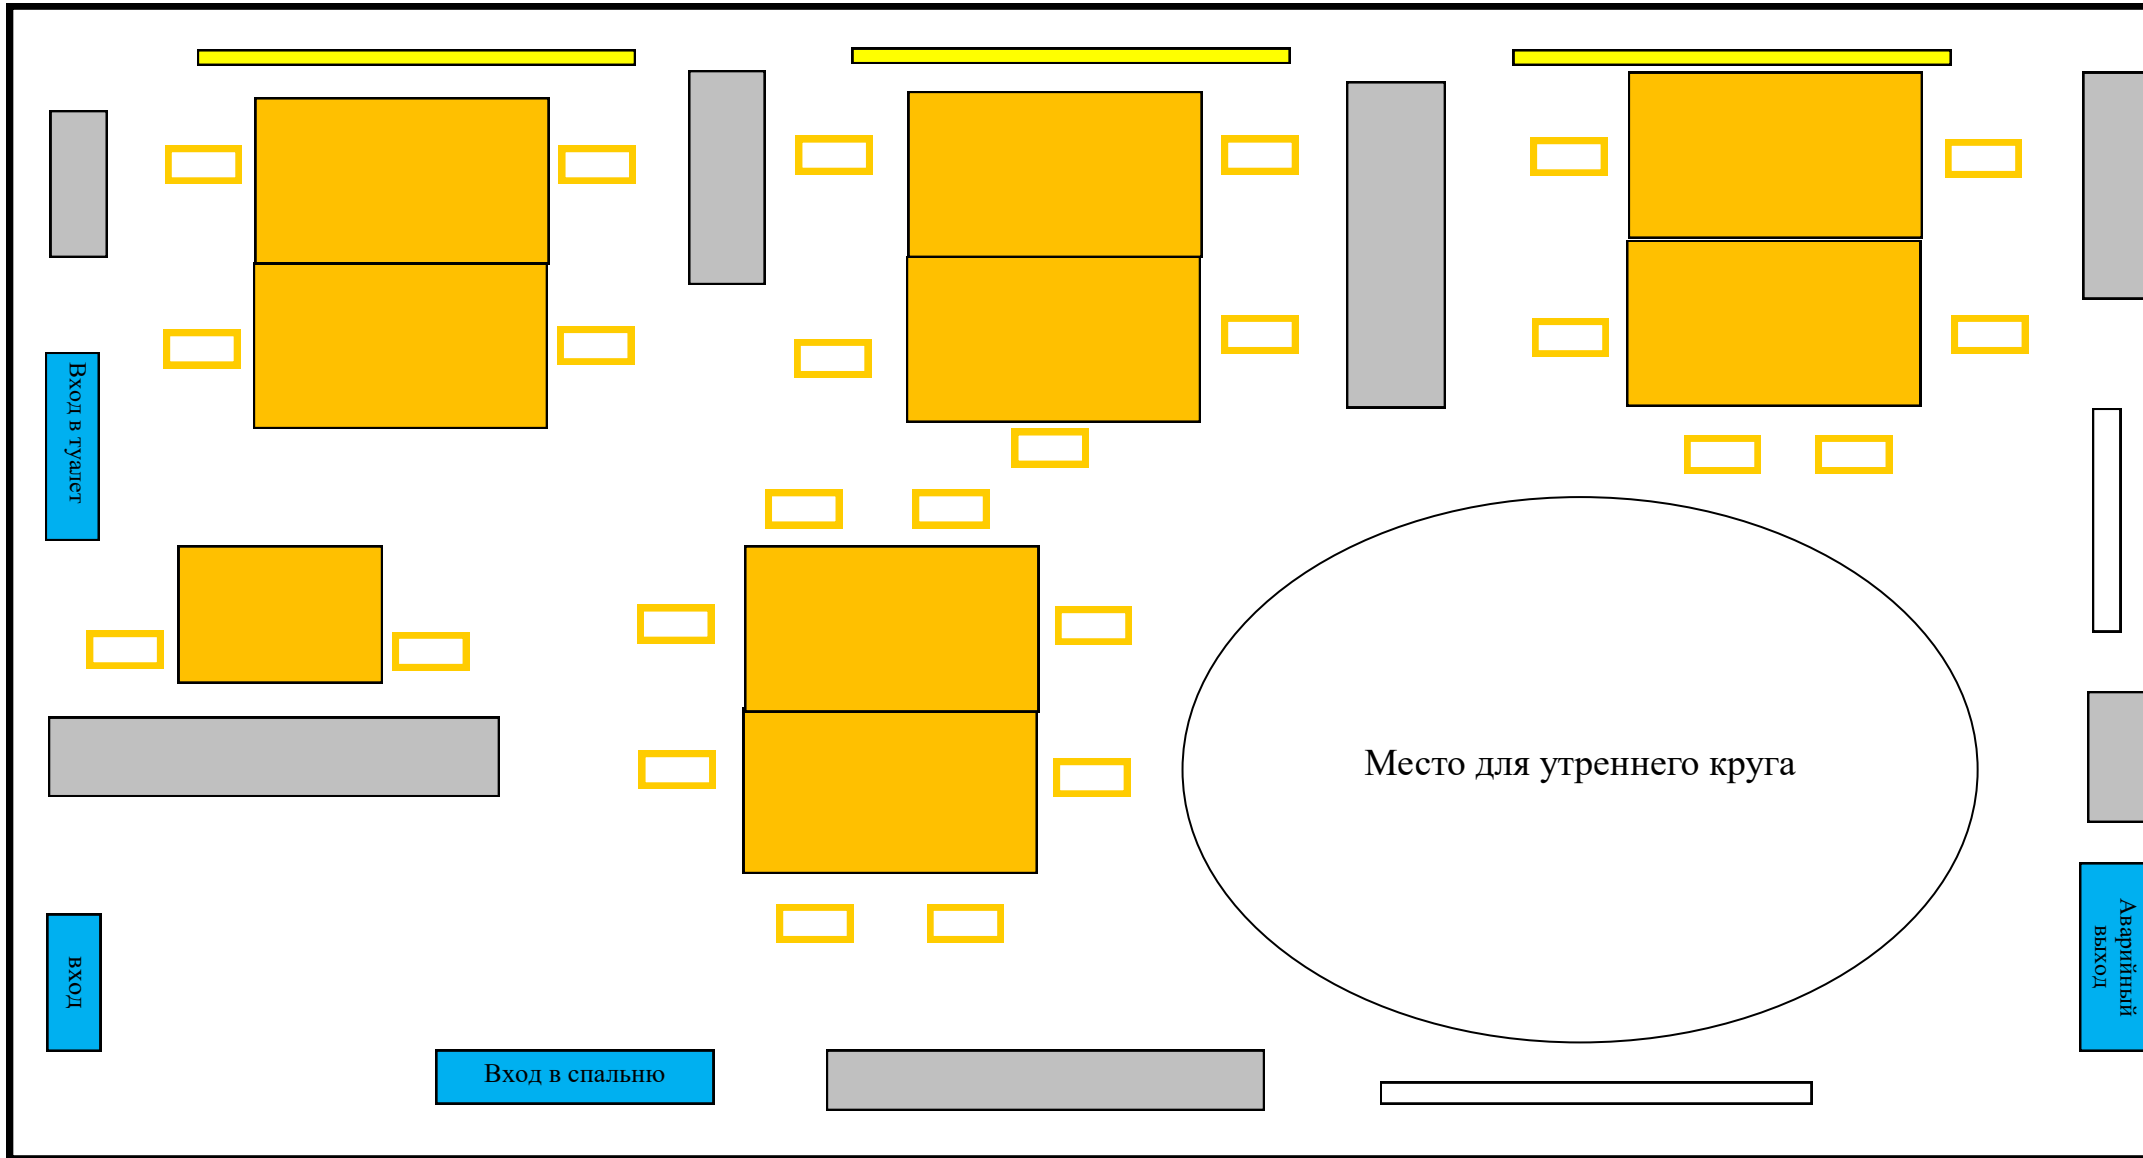 Вход в туалет
Место для утреннего круга
вход
Аварийный
выход
Вход в спальню